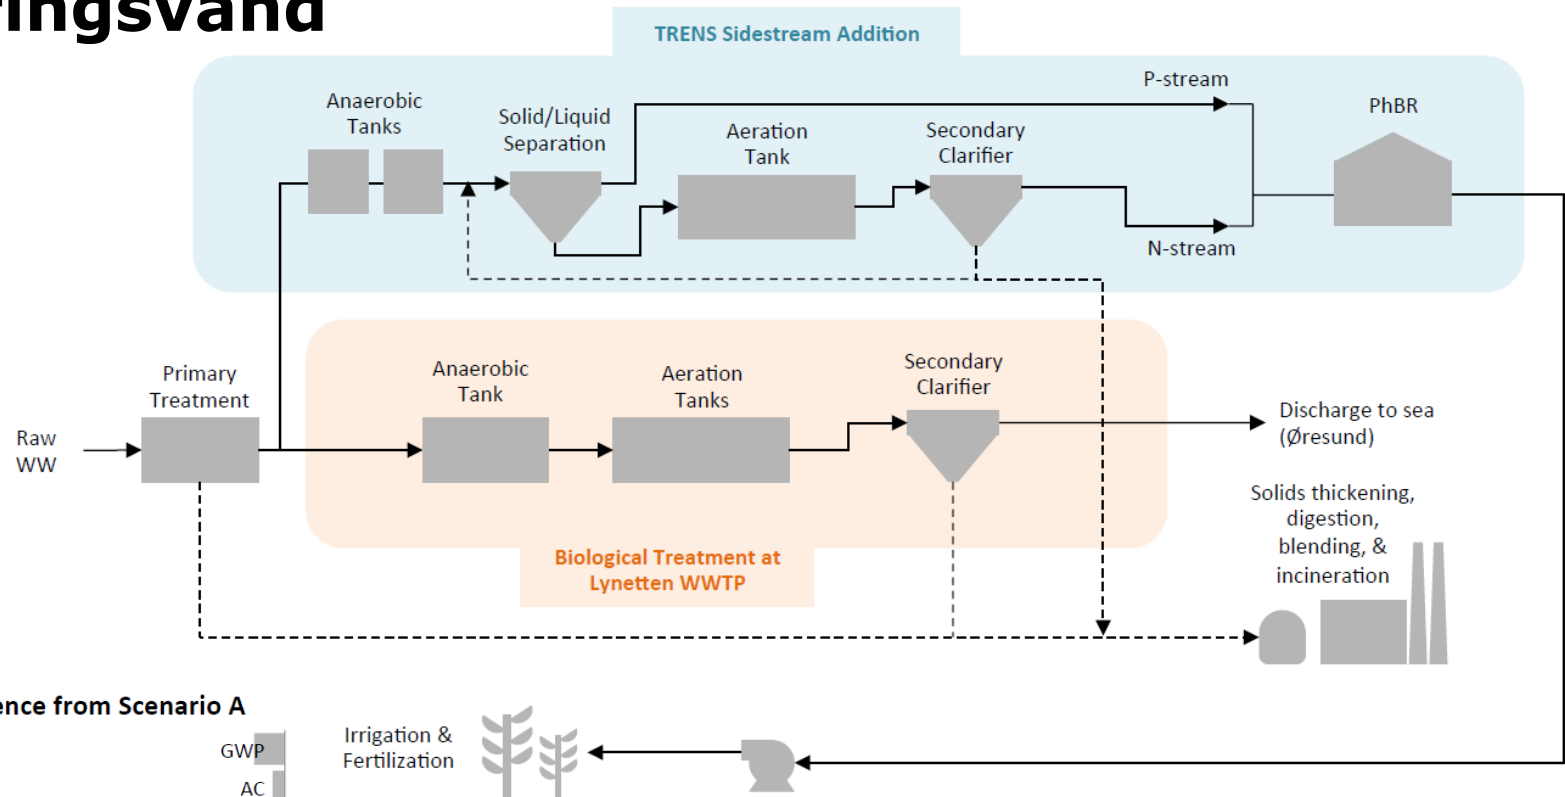 TRENS Sidestream Addition
P-stream
Anaerobic
Tanks
Solid/Liquid
Separation
Aeration
Tank
Secondary
Clarifier
PhBR
N-stream
Primary
Treatment
Anaerobic
Tank
Aeration
Tanks
Secondary
Clarifier
Raw
WW
Discharge to sea
(Øresund)
Biological Treatment at
Lynetten WWTP
Solids thickening,
digestion,
blending, &
incineration
from Scenario A
GWP
AC
Irrigation &
Fertilization